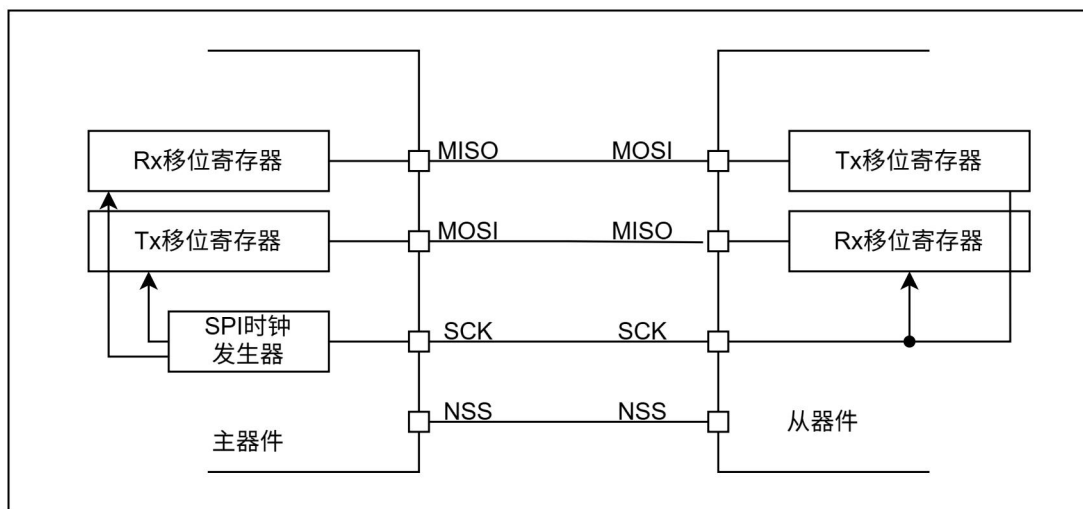 Rx移位寄存器
MISO
MOSI
Tx移位寄存器
Tx移位寄存器
MOSI
MISO
Rx移位寄存器
SPI时钟
发生器
SCK
SCK
主器件
NSS
NSS
从器件